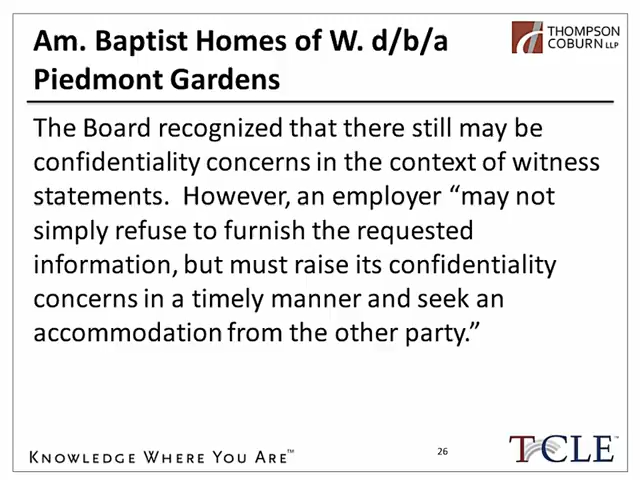 Am. Baptist Homes of W. d/b/a
Piedmont Gardens
THOMPSON
COBURN LLP
The Board recognized that there still may be
confidentiality concerns in the context of witness
statements.  However, an employer “may not
simply refuse to furnish the requested
information, but must raise its confidentiality
concerns in a timely manner and seek an
accommodation from the other party.”
KNOWLEDGE WHERE YOU ARE™
26
TCLE™